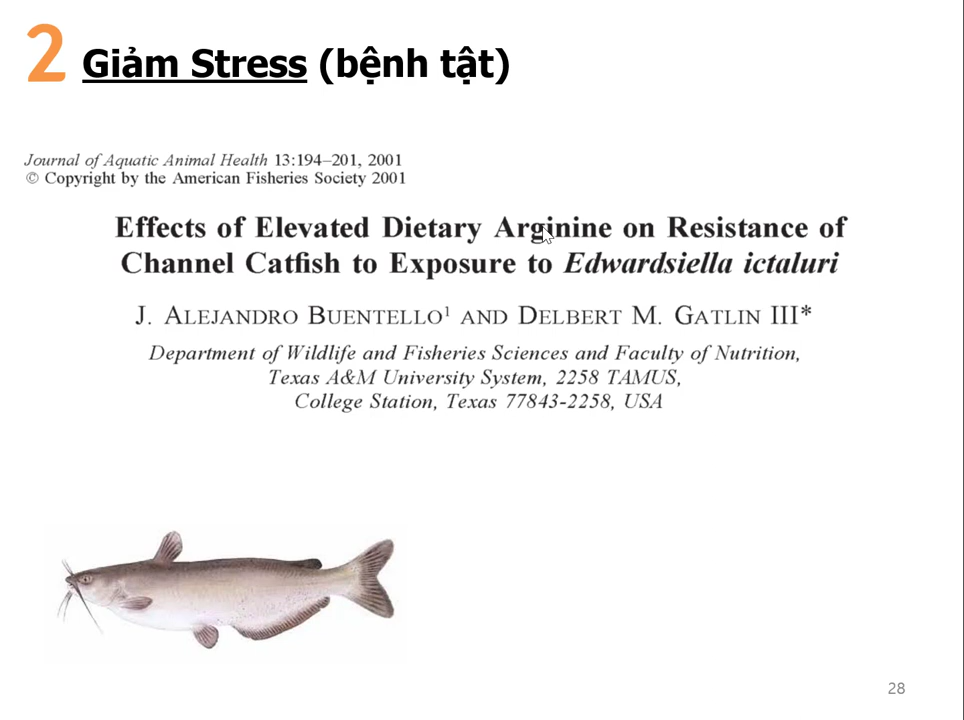 2 Giảm Stress (bệnh tật)
Journal of Aquatic Animal Health 13:194–201, 2001
© Copyright by the American Fisheries Society 2001
Effects of Elevated Dietary Arginine on Resistance of
Channel Catfish to Exposure to Edwardsiella ictaluri
J. ALEJANDRO BUENTELLO¹ AND DELBERT M. GATLIN III*
Department of Wildlife and Fisheries Sciences and Faculty of Nutrition,
Texas A&M University System, 2258 TAMUS,
College Station, Texas 77843-2258, USA
28